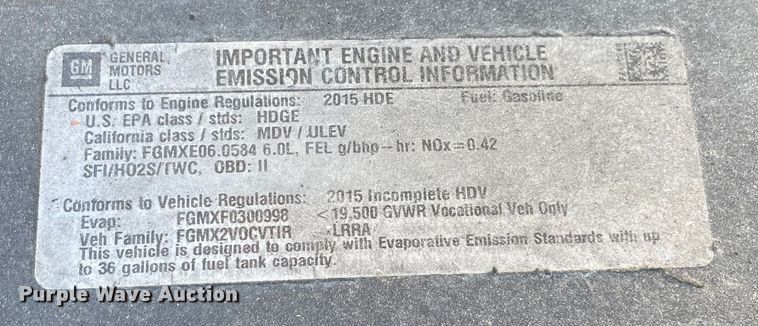 GM GENERAL MOTORS LLC
IMPORTANT ENGINE AND VEHICLE
EMISSION CONTROL INFORMATION
Conforms to Engine Regulations: 2015 HDE Fuel: Gasoline
U.S. EPA class / stds: HDGE
California class / stds: MDV / ULEV
Family: FGMXE06.0584 6.0L, FEL g/bhp-hr: NOx=0.42
SFI/HO2S/TWC, OBD: II
Conforms to Vehicle Regulations: 2015 Incomplete HDV
Evap: FGMXF0300998 <19,500 GVWR Vocational Veh Only
Veh Family: FGMX2VOCVTIR LRRA
This vehicle is designed to comply with Evaporative Emission Standards with up
to 36 gallons of fuel tank capacity.
Purple Wave Auction